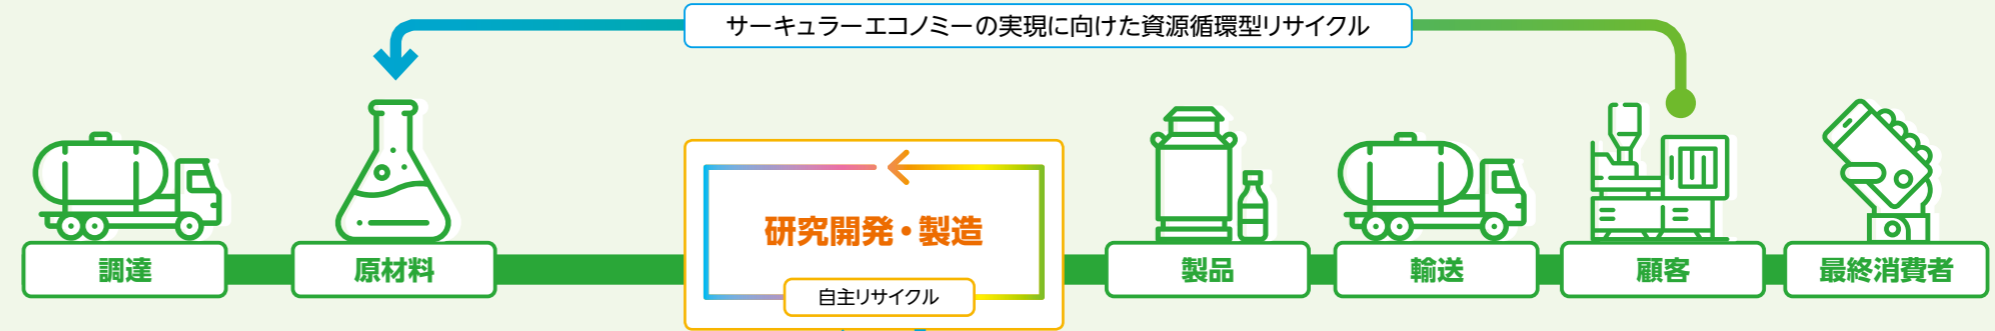 サーキュラーエコノミーの実現に向けた資源循環型リサイクル
研究開発・製造
自主リサイクル
調達
原材料
製品
輸送
顧客
最終消費者